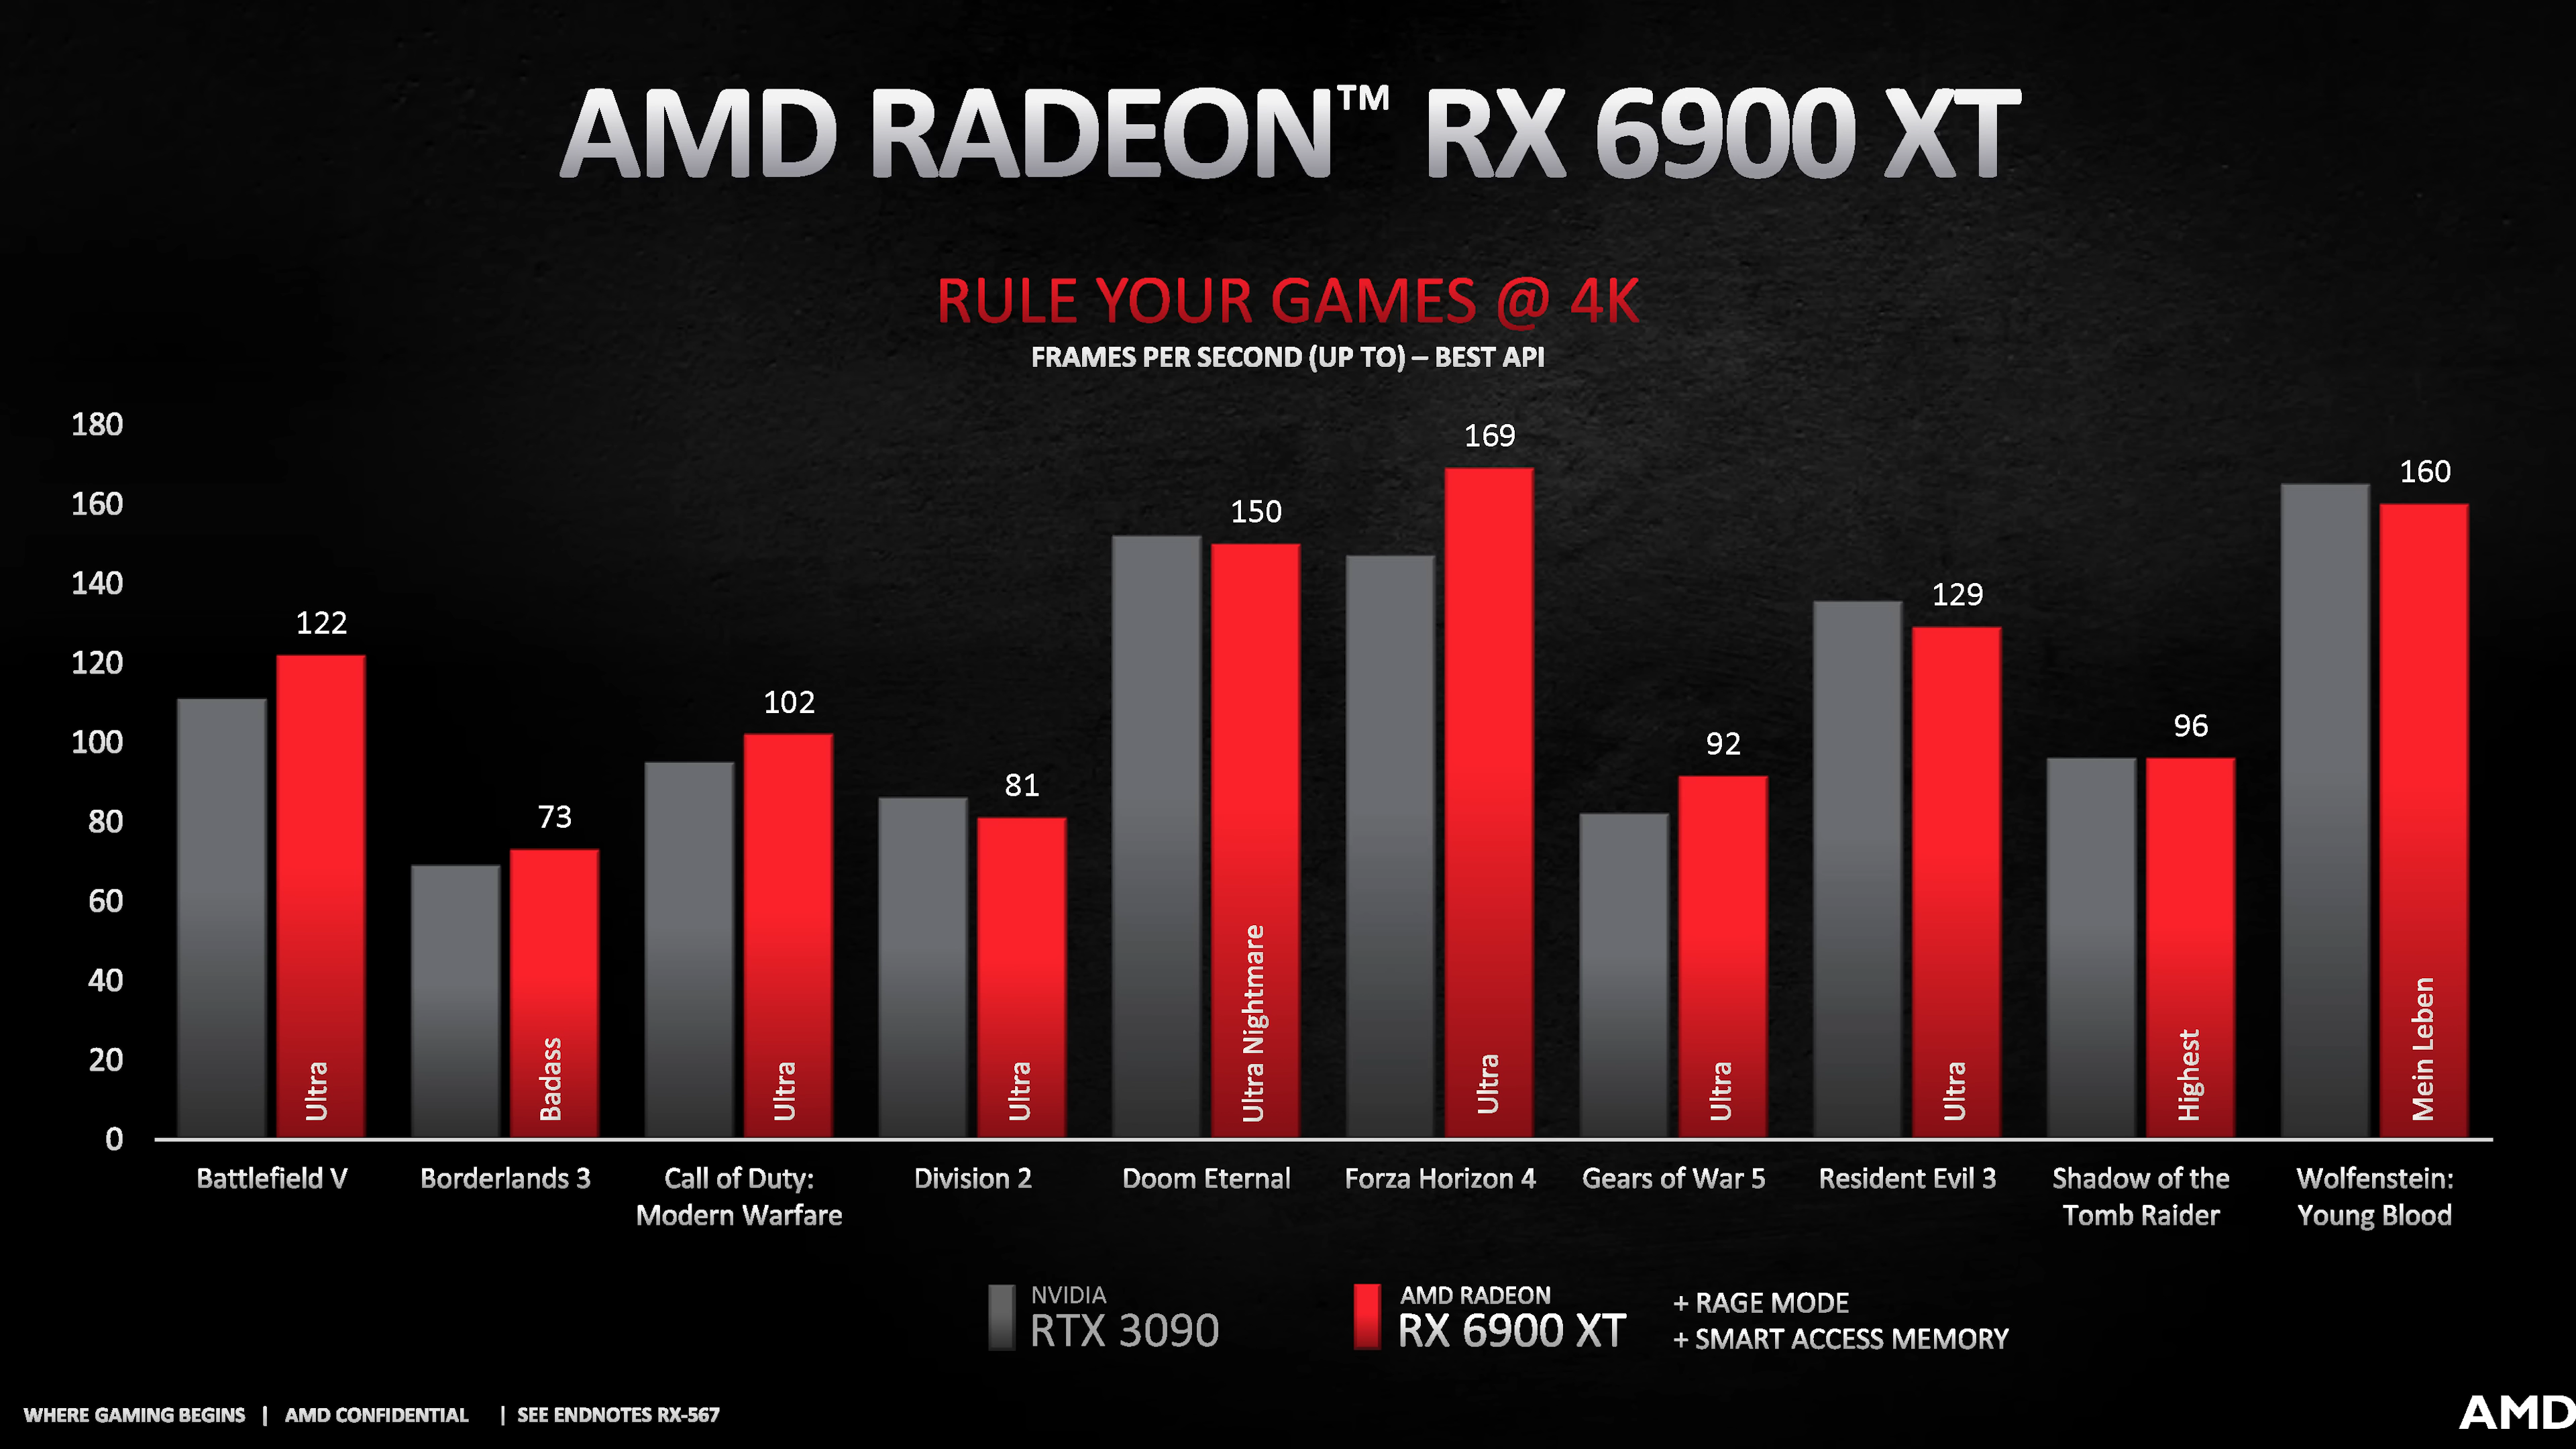 AMD RADEON™ RX 6900 XT
RULE YOUR GAMES @ 4K
FRAMES PER SECOND (UP TO) – BEST API
180
160
140
120
100
80
60
40
20
0
122
73
102
81
150
169
92
129
96
160
Ultra
Badass
Ultra
Ultra
Ultra Nightmare
Ultra
Ultra
Ultra
Highest
Mein Leben
Battlefield V
Borderlands 3
Call of Duty:
Modern Warfare
Division 2
Doom Eternal
Forza Horizon 4
Gears of War 5
Resident Evil 3
Shadow of the
Tomb Raider
Wolfenstein:
Young Blood
NVIDIA
RTX 3090
AMD RADEON
RX 6900 XT
+ RAGE MODE
+ SMART ACCESS MEMORY
WHERE GAMING BEGINS | AMD CONFIDENTIAL | SEE ENDNOTES RX-567
AMD